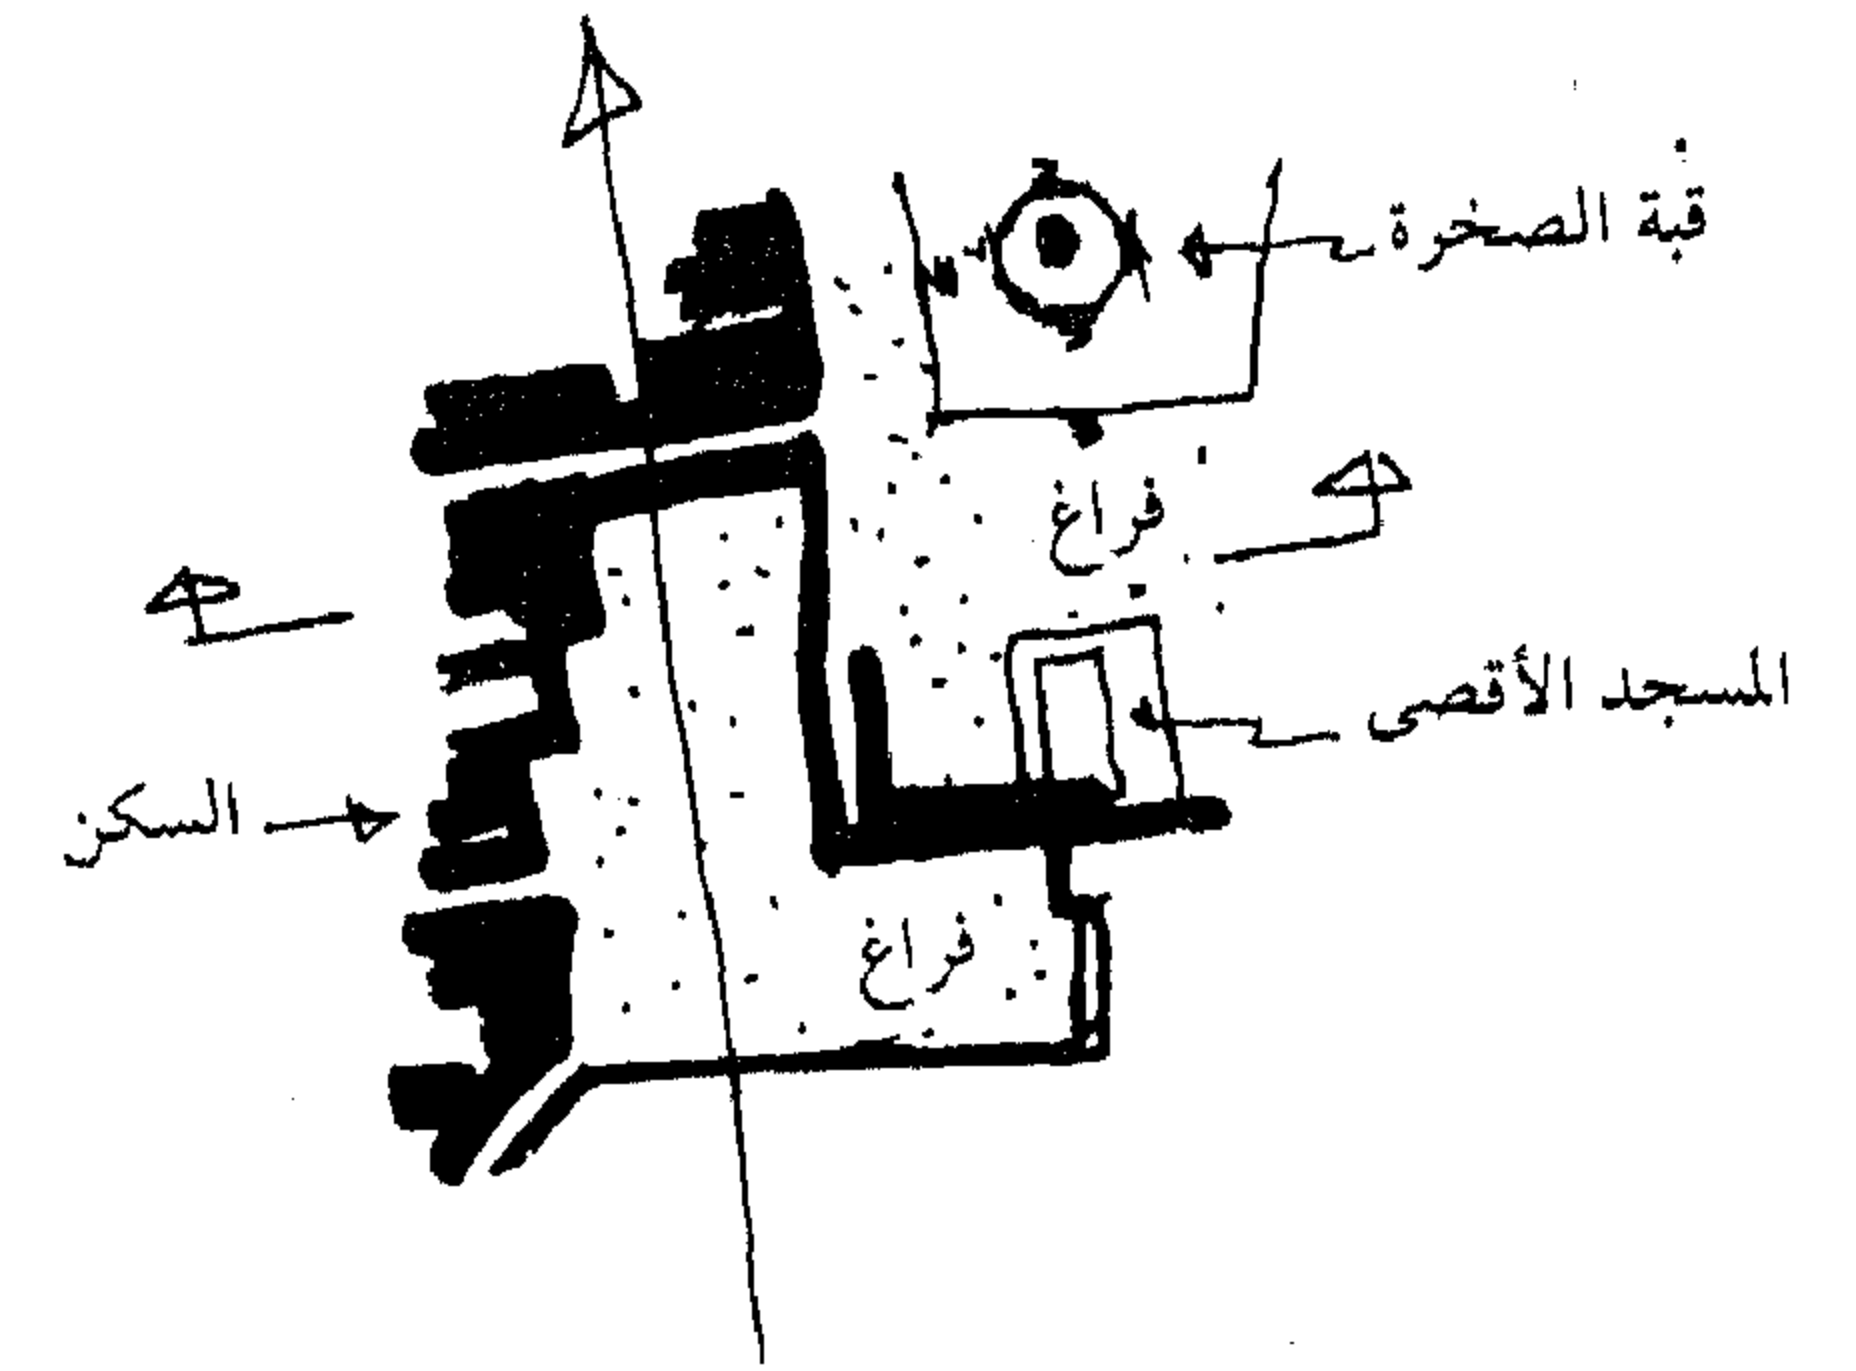 قبة الصخرة
فراغ
المسجد الأقصى
السكن
فراغ